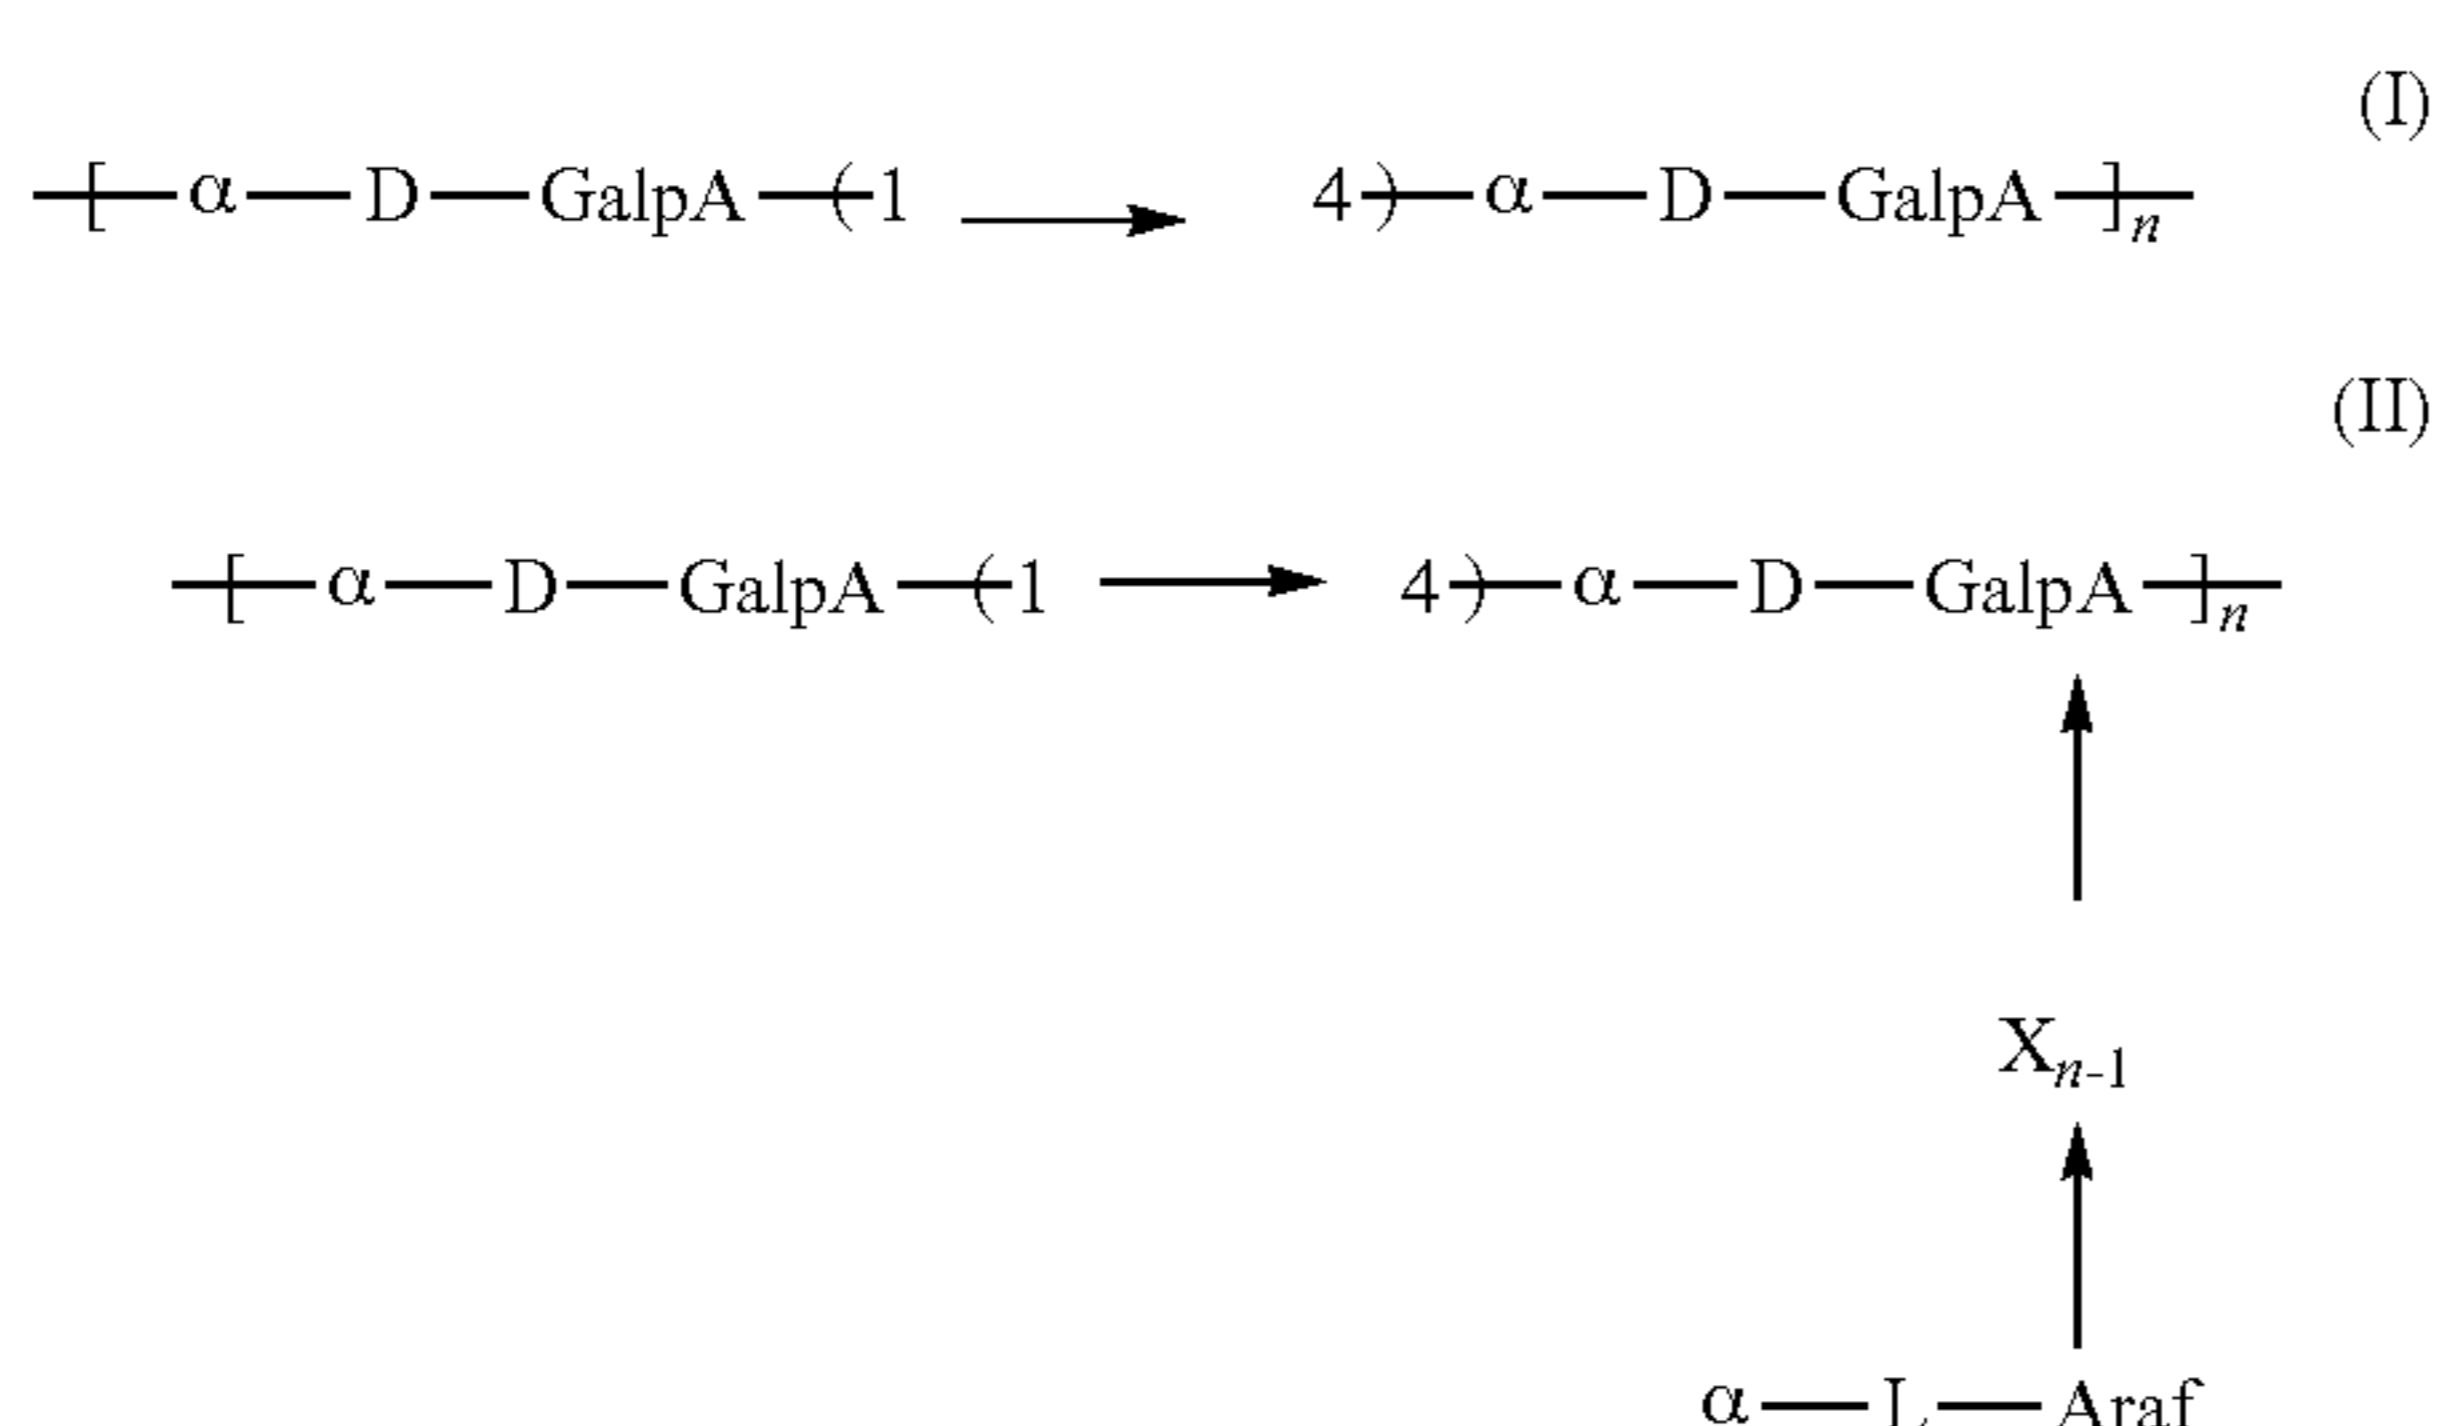 (I)
[α—D—GalpA—(1 ⟶ 4)—α—D—GalpA]n
(II)
[α—D—GalpA—(1 ⟶ 4)—α—D—GalpA]n
Xn-1
α—L—Araf